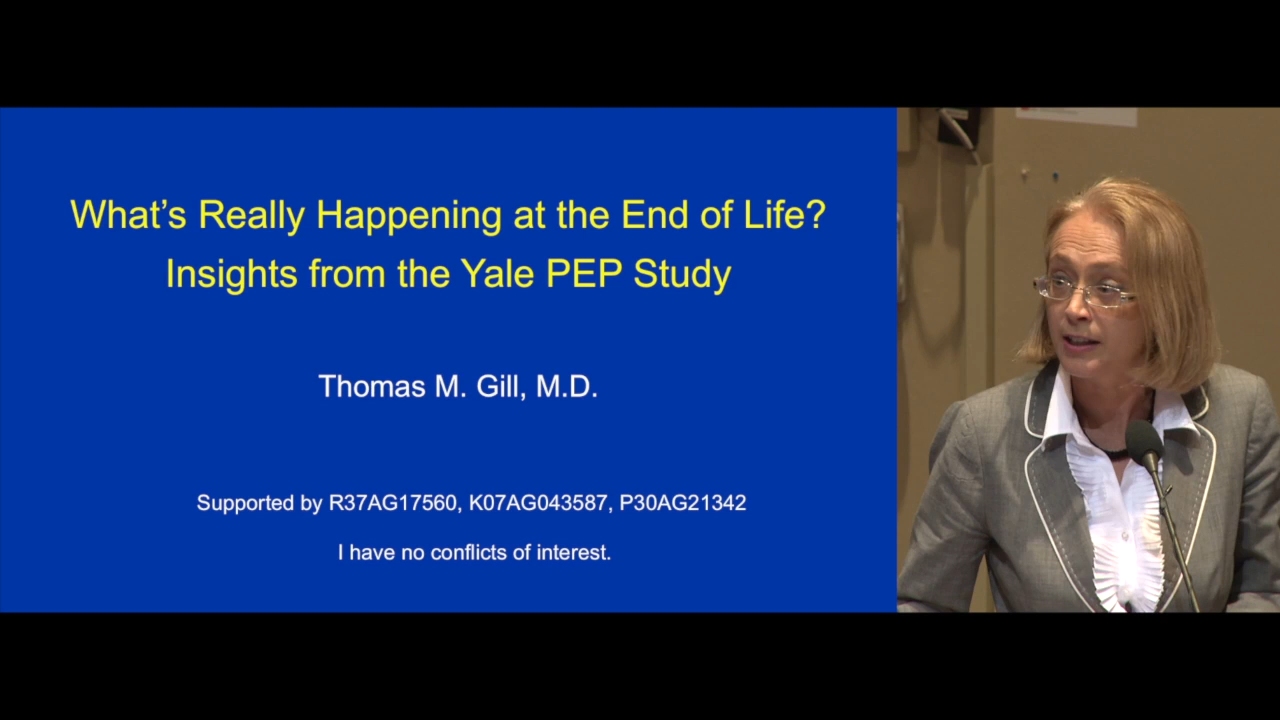 What’s Really Happening at the End of Life?
Insights from the Yale PEP Study
Thomas M. Gill, M.D.
Supported by R37AG17560, K07AG043587, P30AG21342
I have no conflicts of interest.